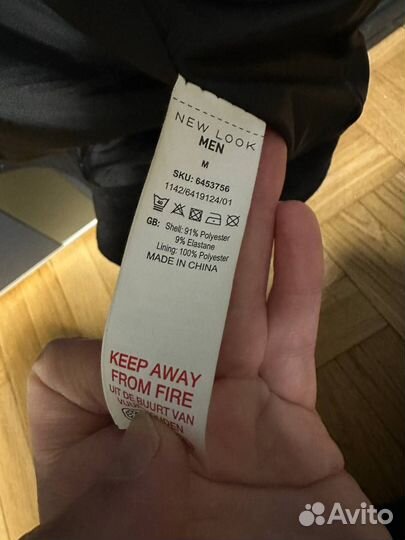 NEW LOOK
MEN
M
SKU: 6453756
1142/6419124/01
GB: Shell: 91% Polyester
9% Elastane
Lining: 100% Polyester
MADE IN CHINA
KEEP AWAY
FROM FIRE
UIT DE BUURT VAN
Avito